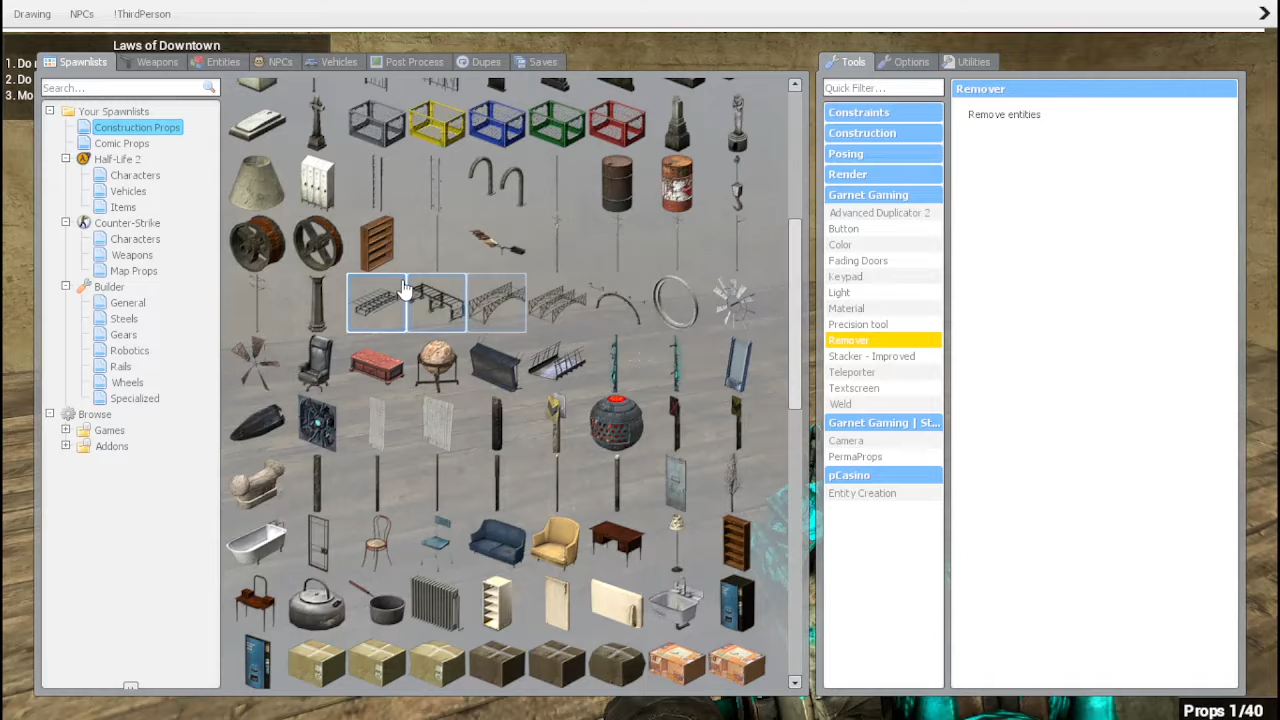 Drawing NPCs !ThirdPerson
Laws of Downtown
1. Do
2. Do
3. Mo
Spawnlists Weapons Entities NPCs Vehicles Post Process Dupes Saves
Search...
Your Spawnlists
Construction Props
Comic Props
Half-Life 2
Characters
Vehicles
Items
Counter-Strike
Characters
Weapons
Map Props
Builder
General
Steels
Gears
Robotics
Rails
Wheels
Specialized
Browse
Games
Addons
Tools Options Utilities
Quick Filter...
Constraints
Construction
Posing
Render
Garnet Gaming
Advanced Duplicator 2
Button
Color
Fading Doors
Keypad
Light
Material
Precision tool
Remover
Stacker - Improved
Teleporter
Textscreen
Weld
Garnet Gaming | St...
Camera
PermaProps
pCasino
Entity Creation
Remover
Remove entities
Props 1/40